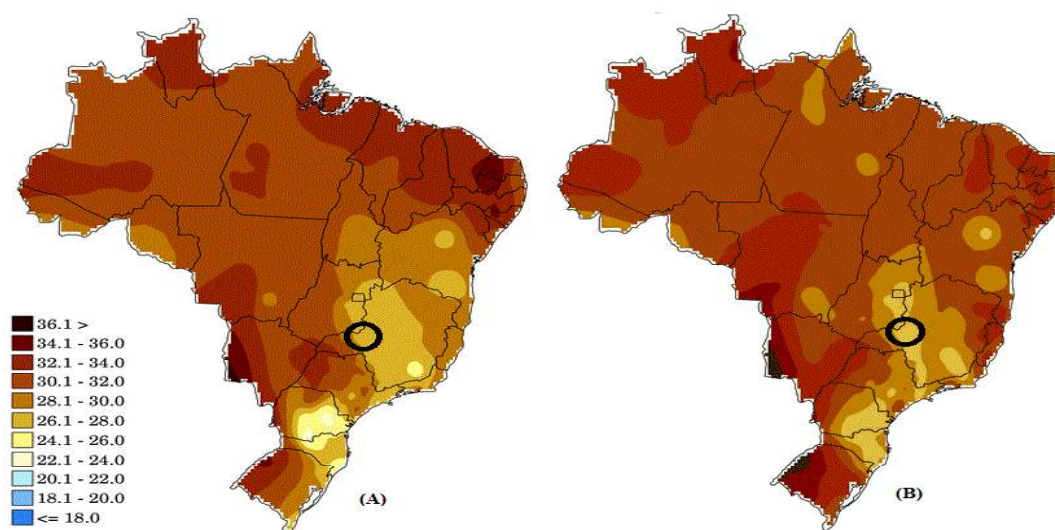 36.1 >
34.1 - 36.0
32.1 - 34.0
30.1 - 32.0
28.1 - 30.0
26.1 - 28.0
24.1 - 26.0
22.1 - 24.0
20.1 - 22.0
18.1 - 20.0
<= 18.0
(A)
(B)